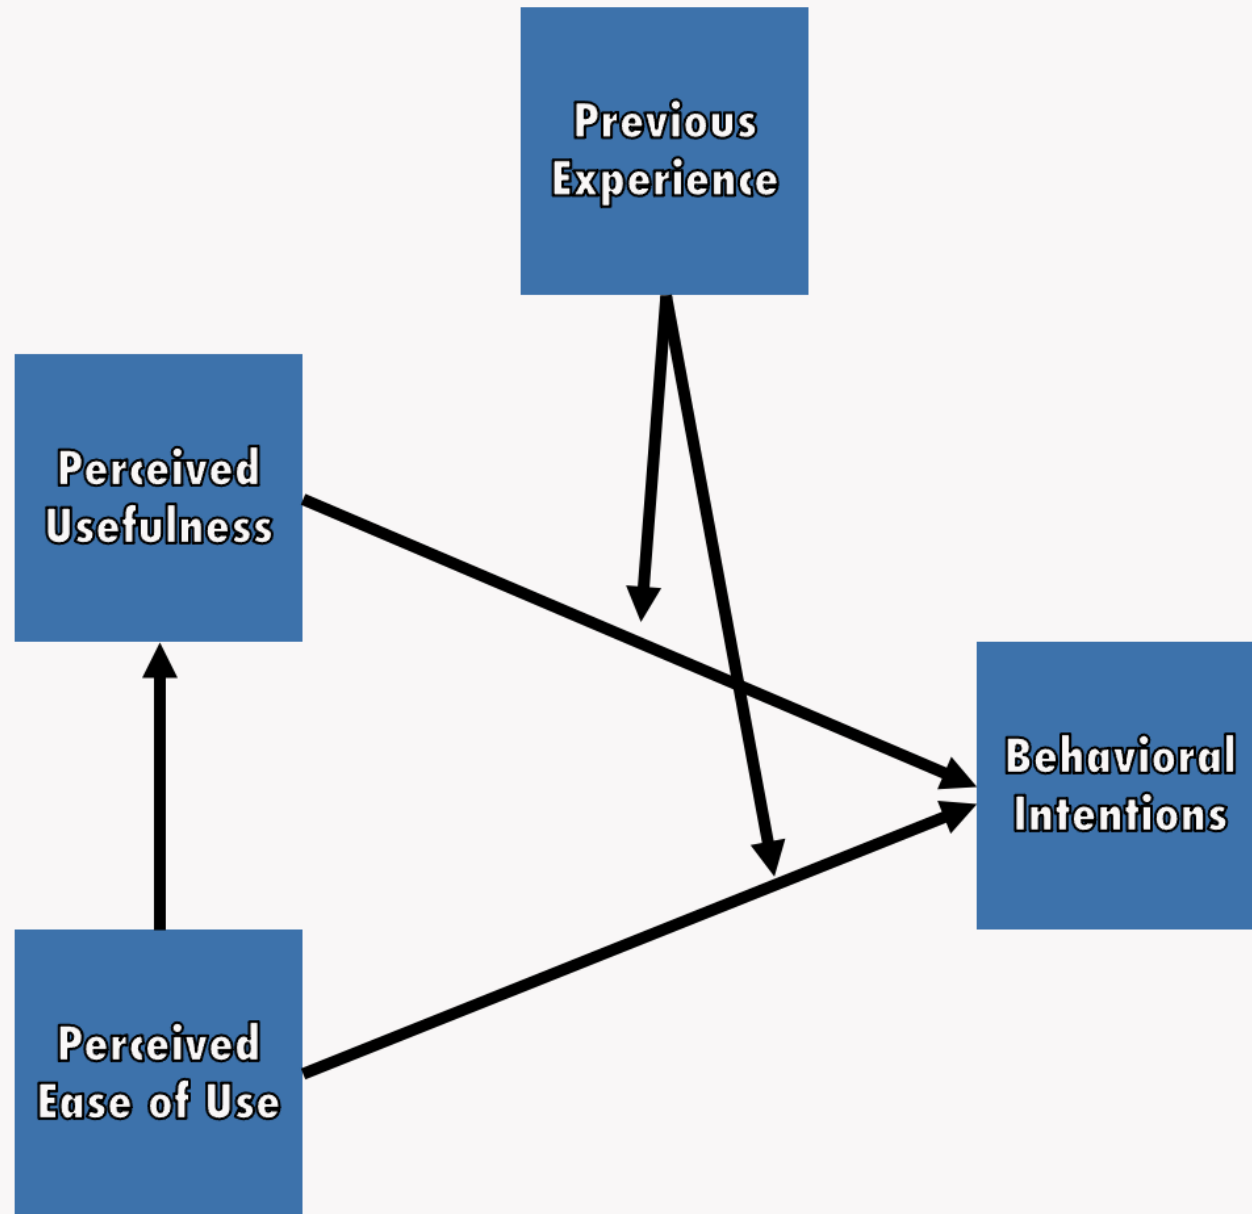 Previous
Experience
Perceived
Usefulness
Behavioral
Intentions
Perceived
Ease of Use